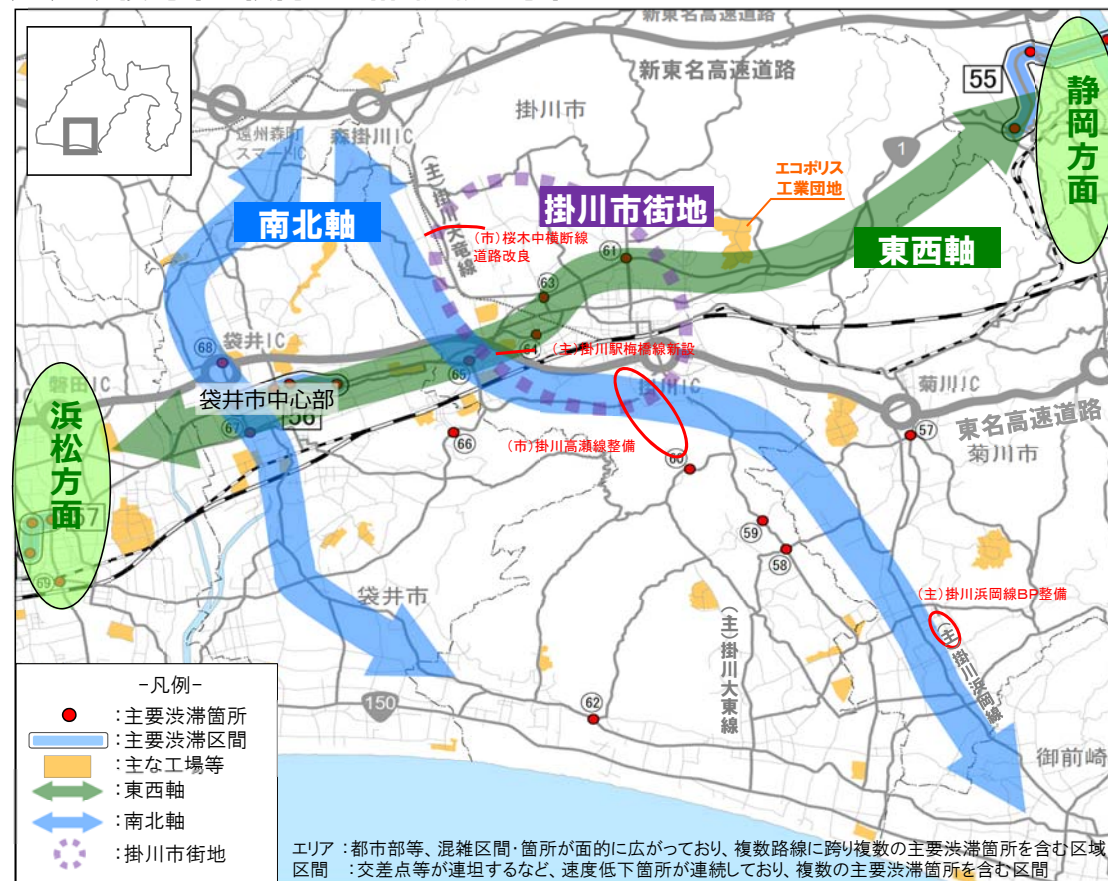 新東名高速道路
新東名高速道路
55
静岡方面
掛川市
遠州森町
スマートIC
森掛川IC
1
エコポリス
工業団地
(主)掛川大竜線
掛川市街地
南北軸
(市)桜木中横断線
道路改良
東西軸
61
63
64
(主)掛川駅梅橋線新設
68
袋井IC
65
掛川IC
菊川IC
磐田IC
袋井市中心部
56
東名高速道路
67
66
57
浜松方面
(市)掛川高瀬線整備
菊川市
60
67
59
58
69
袋井市
(主)掛川浜岡線BP整備
(主)掛川大東線
(主)掛川浜岡線
150
62
御前崎
-凡例-
:主要渋滞箇所
:主要渋滞区間
:主な工場等
:東西軸
:南北軸
:掛川市街地
エリア:都市部等、混雑区間・箇所が面的に広がっており、複数路線に跨り複数の主要渋滞箇所を含む区域
区間 :交差点等が連坦するなど、速度低下箇所が連続しており、複数の主要渋滞箇所を含む区間